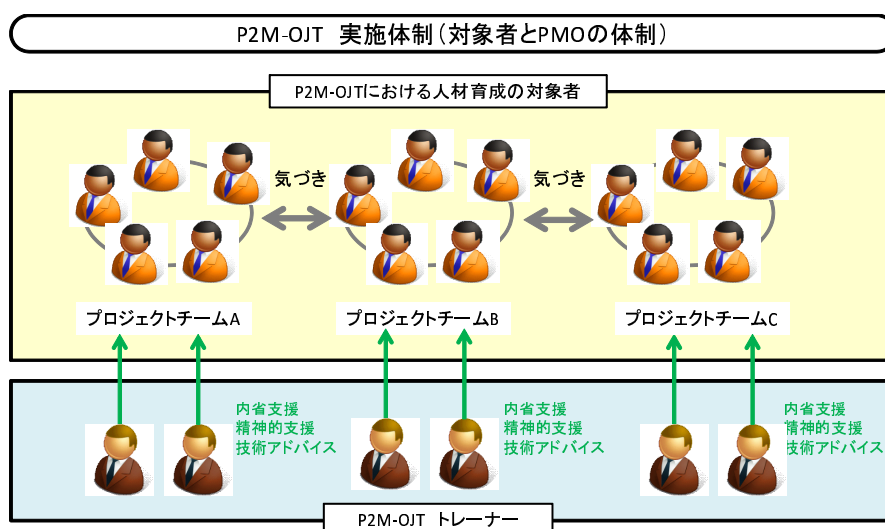 P2M-OJT 実施体制(対象者とPMOの体制)
P2M-OJTにおける人材育成の対象者
気づき
気づき
プロジェクトチームA
プロジェクトチームB
プロジェクトチームC
内省支援
精神的支援
技術アドバイス
内省支援
精神的支援
技術アドバイス
内省支援
精神的支援
技術アドバイス
P2M-OJT トレーナー